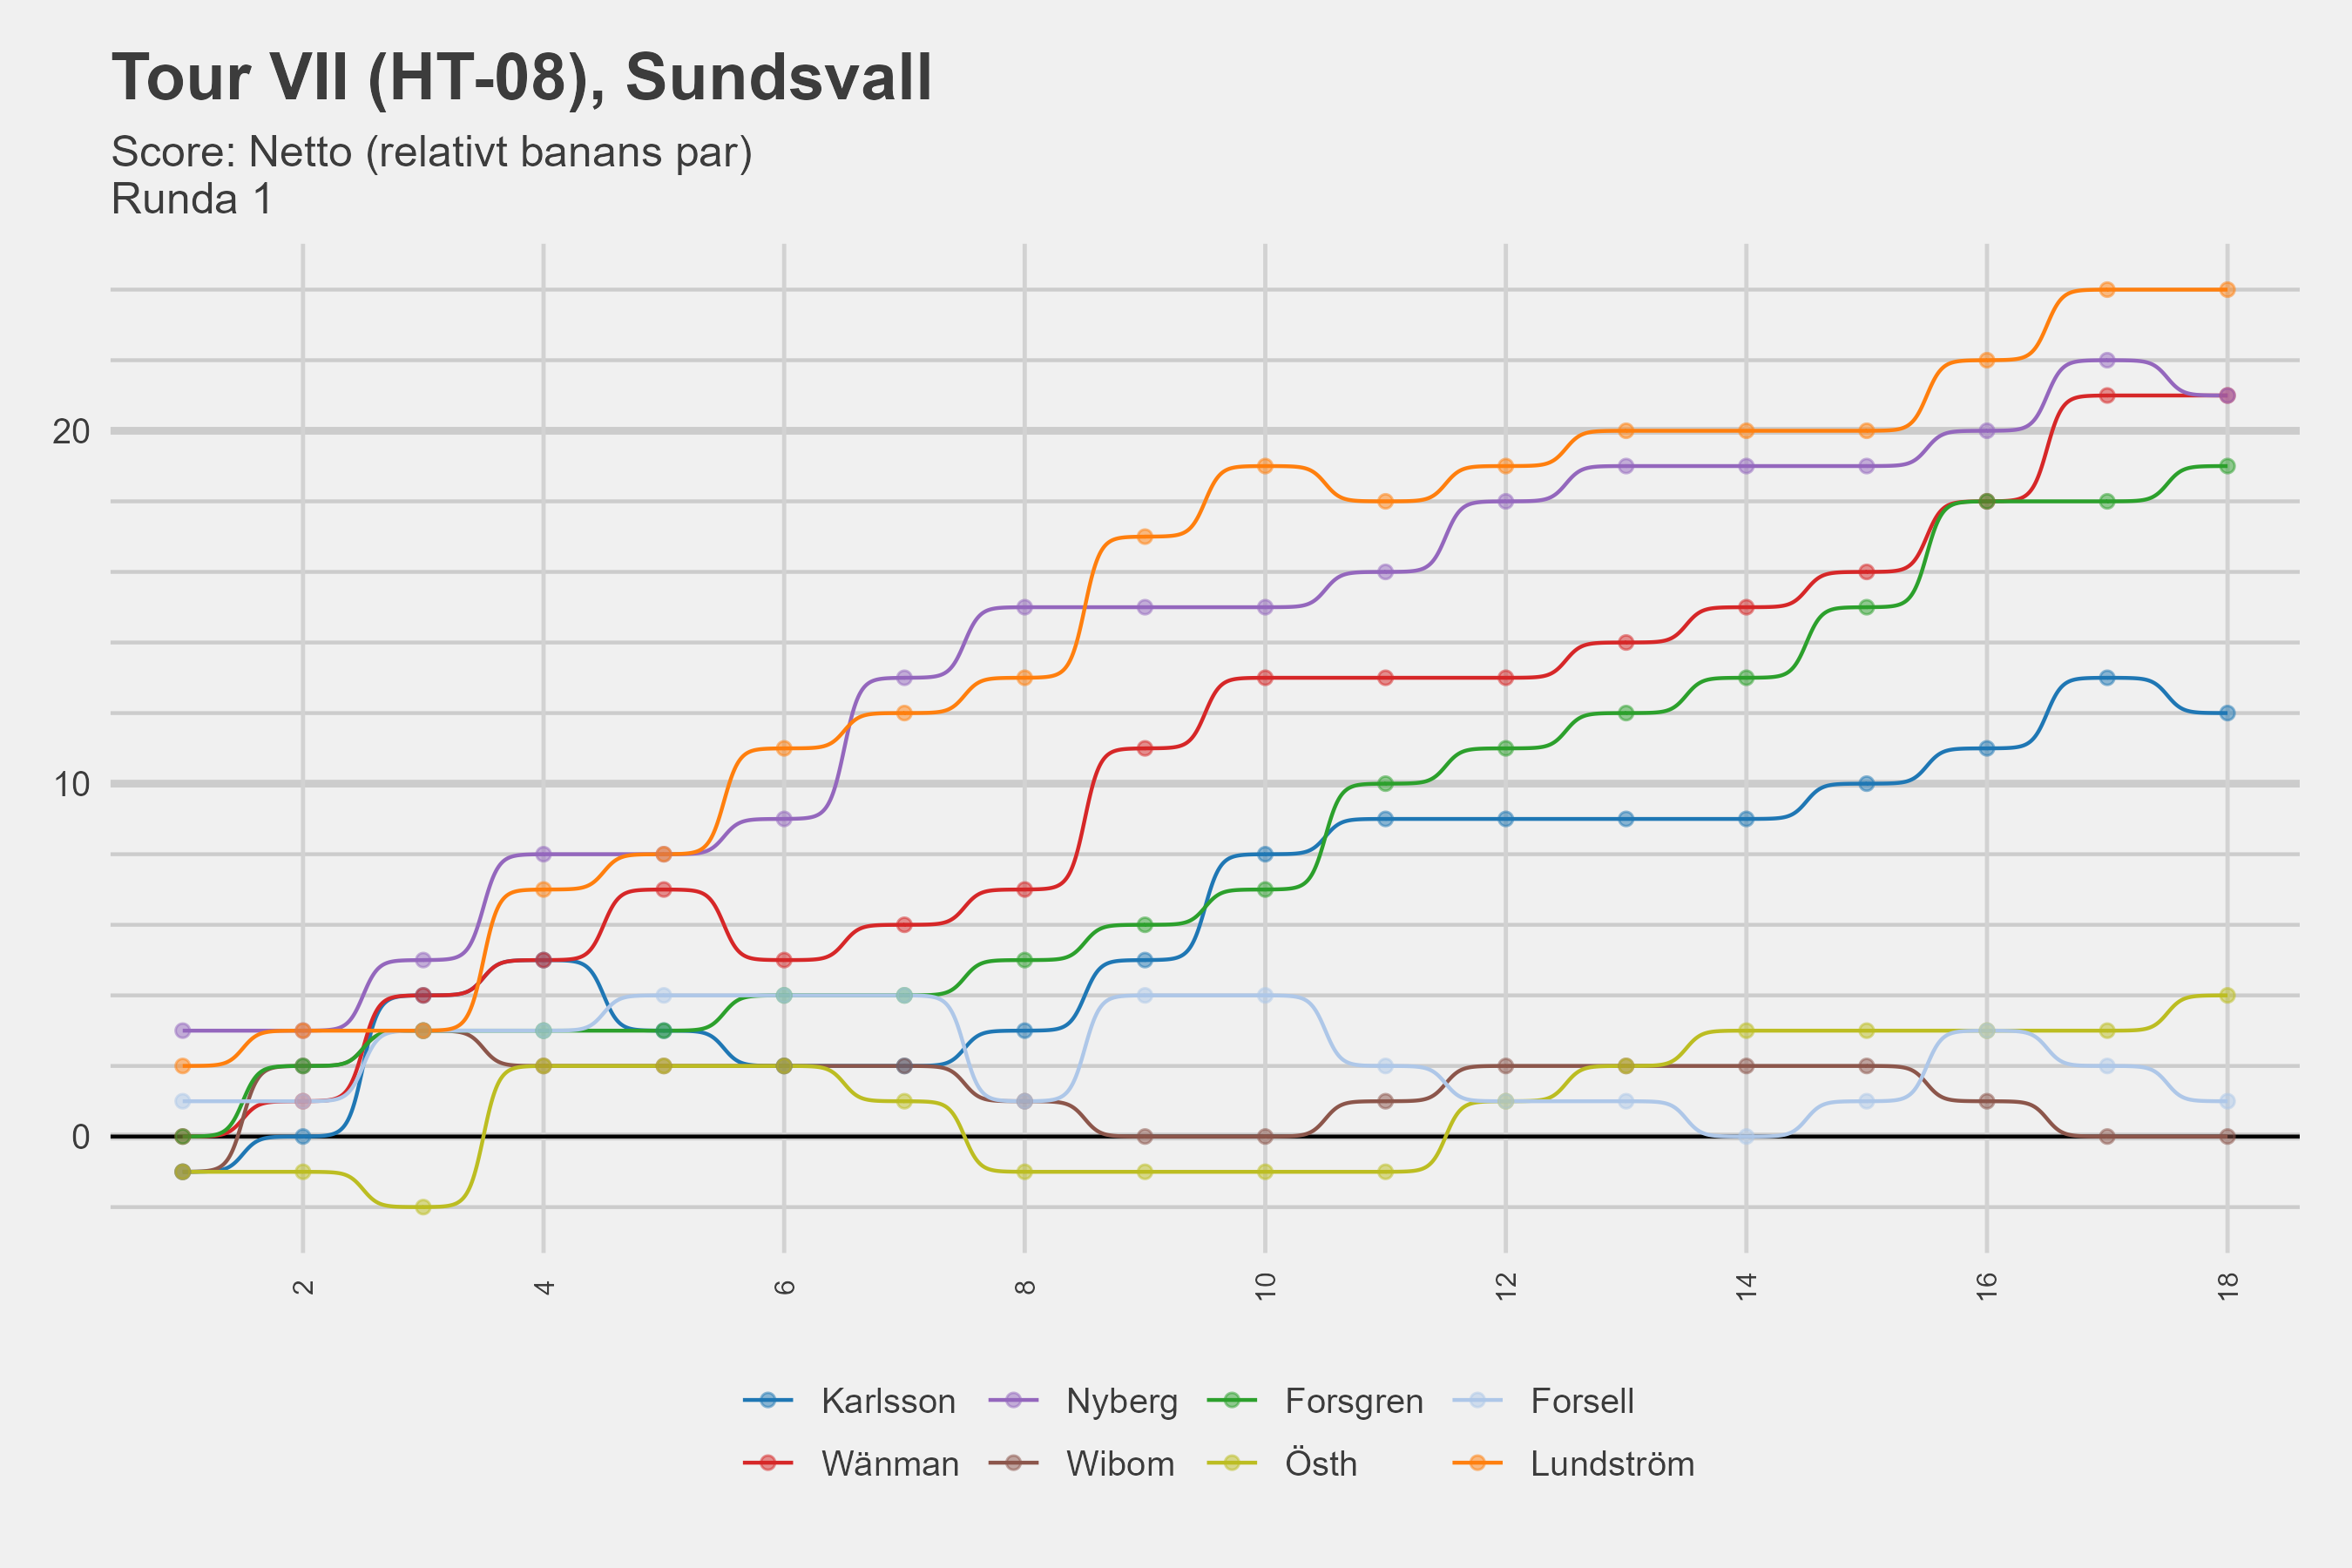 Tour VII (HT-08), Sundsvall
Score: Netto (relativt banans par)
Runda 1
20
10
0
2 4 6 8 10 12 14 16 18
Karlsson Nyberg Forsgren Forsell
Wänman Wibom Östh Lundström